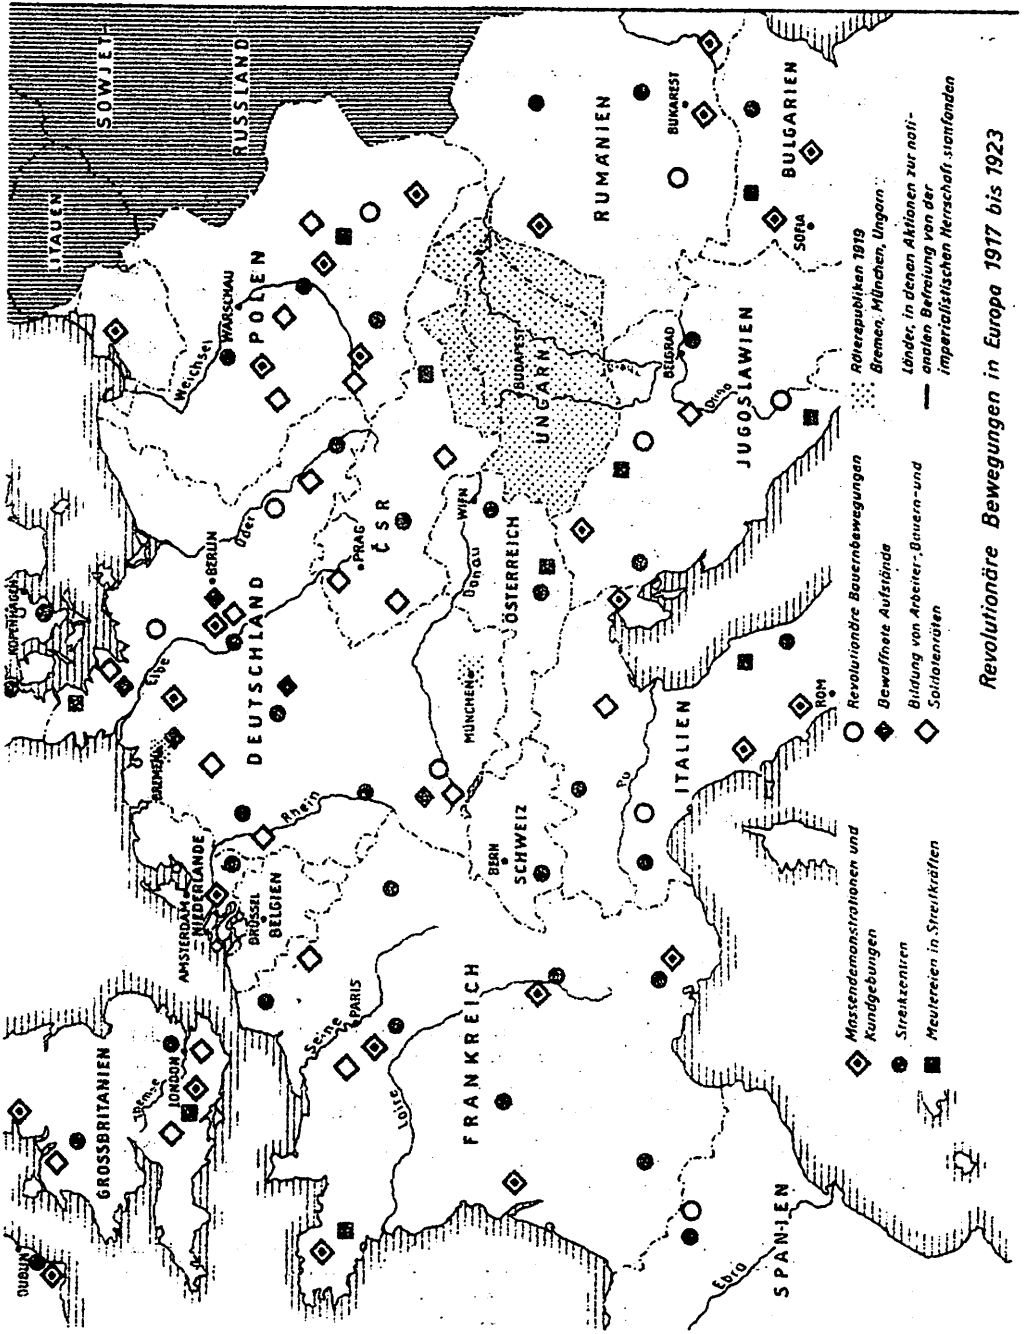 SOWJET-
RUSSLAND
LITAUEN
KOPENHAGEN
Weichsel
WARSCHAU
POLEN
RUMÄNIEN
BUKAREST
BULGARIEN
SOFIA
BUDAPEST
UNGARN
BELGRAD
JUGOSLAWIEN
Oder
BERLIN
Elbe
DEUTSCHLAND
PRAG
ČSR
WIEN
Donau
ÖSTERREICH
MÜNCHEN
BREMEN
Rhein
AMSTERDAM
NIEDERLANDE
BRÜSSEL
BELGIEN
BERN
SCHWEIZ
Po
ITALIEN
ROM
GROSSBRITANIEN
Themse
LONDON
DUBLIN
Seine
PARIS
Loire
FRANKREICH
Ebro
SPANIEN
Massendemonstrationen und
Kundgebungen
Streikzentren
Meutereien in Streitkräften
Revolutionäre Bauernbewegungen
Bewaffnete Aufstände
Bildung von Arbeiter-, Bauern- und
Soldatenräten
Räterepubliken 1919
Bremen, München, Ungarn
Länder, in denen Aktionen zur nati-
onalen Befreiung von der
imperialistischen Herrschaft stattfanden
Revolutionäre Bewegungen in Europa 1917 bis 1923